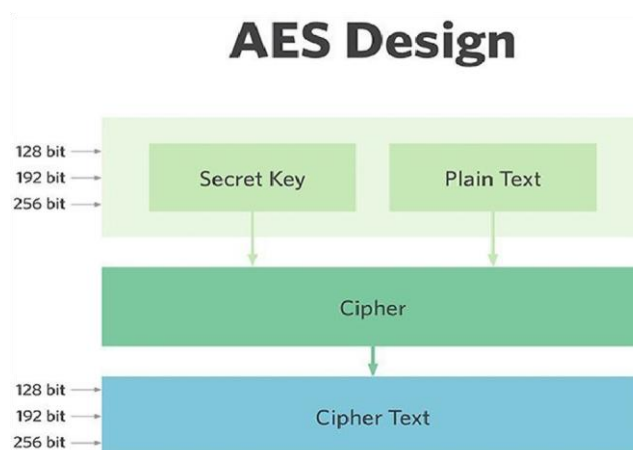 AES Design
128 bit
192 bit
256 bit
Secret Key
Plain Text
Cipher
128 bit
192 bit
256 bit
Cipher Text